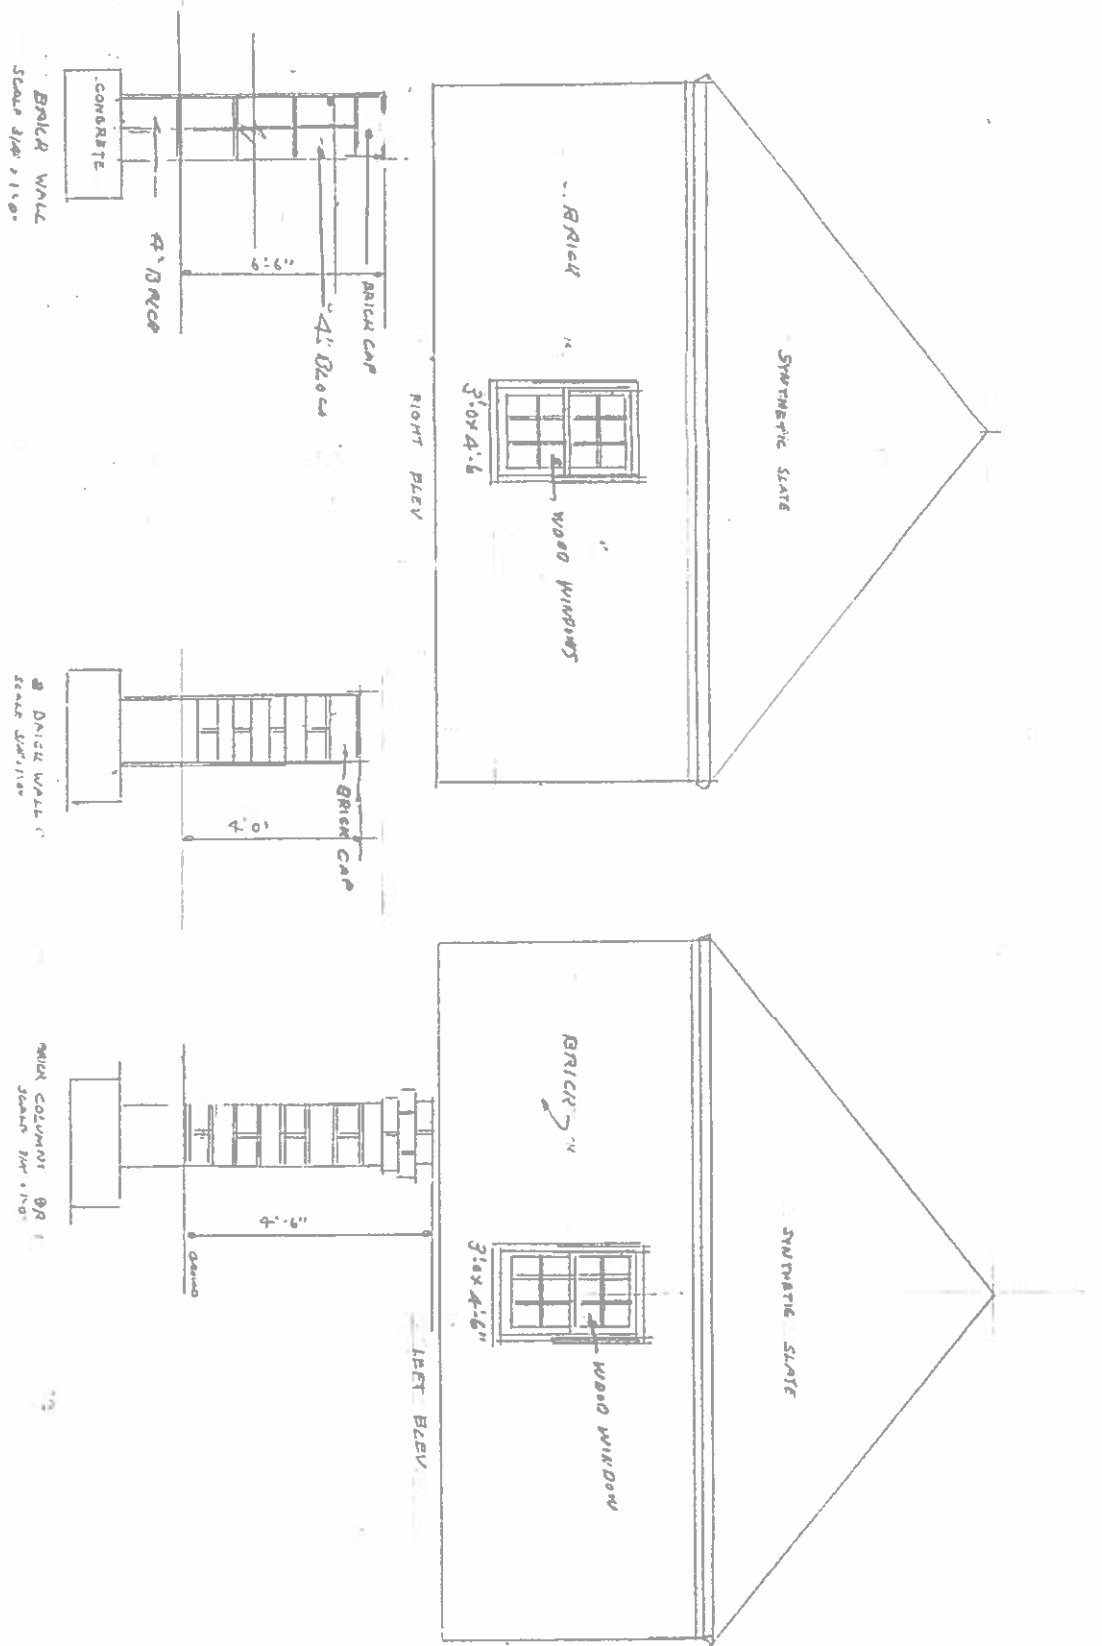 SYNTHETIC SLATE
BRICK
WOOD WINDOWS
3'-0 x 4'-6
RIGHT ELEV
SYNTHETIC SLATE
BRICK
WOOD WINDOW
3'-0 x 4'-6"
LEFT ELEV
BRICK CAP
4" BLOCK
6'-6"
4" BRICK
CONCRETE
BRICK WALL
BRICK CAP
4'0"
BRICK WALL
4'-6"
GROUND
BRICK COLUMNS